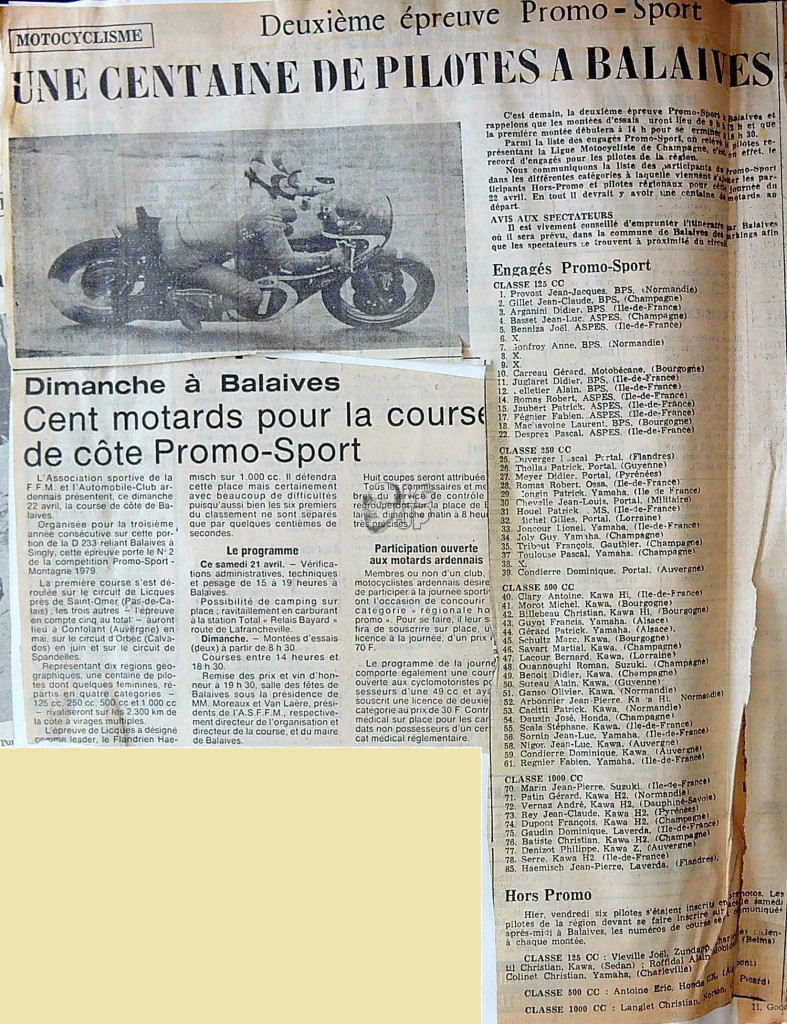 MOTOCYCLISME
Deuxième épreuve Promo-Sport
UNE CENTAINE DE PILOTES A BALAIVES
C'est demain, la deuxième épreuve Promo-Sport à Balaives et
rappelons que les montées d'essais auront lieu de 9 h à 12 h et que
la première montée débutera à 14 h pour se terminer à 18 h 30.
Parmi la liste des engagés Promo-Sport, on relève pilotes re-
présentant la Ligue Motocycliste de Champagne, c'est en effet, le
record d'engagés pour les pilotes de la région.
Nous communiquons la liste des participants du Promo-Sport
dans les différentes catégories à laquelle viennent s'ajouter les par-
ticipants Hors-Promo et pilotes régionaux pour cette journée du
22 avril. En tout il devrait y avoir une centaine de motards au
départ.
AVIS AUX SPECTATEURS
Il est vivement conseillé d'emprunter l'itinéraire par Balaives
où il sera prévu, dans la commune de Balaives des parkings afin
que les spectateurs se trouvent à proximité du circuit
Engagés Promo-Sport
CLASSE 125 CC
1. Provost Jean-Jacques, BPS, (Normandie)
2. Gillet Jean-Claude, BPS, (Champagne)
3. Arganini Didier, BPS, (Ile-de-France)
4. Basset Jean-Luc, ASPES, (Champagne)
5. Benniza Joël, ASPES, (Ile-de-France)
6. X.
7. Jonfroy Anne, BPS, (Normandie)
8. X.
9. X.
10. Carreau Gérard, Motobécane, (Bourgogne)
11. Juglaret Didier, BPS, (Ile-de-France)
12. Pelletier Alain, BPS, (Ile-de-France)
14. Romas Robert, ASPES, (Ile-de-France)
15. Jaubert Patrick, ASPES, (Ile-de-France)
17. Fégnier Fabien, ASPES, (Ile-de-France)
18. Laurent, BPS, (Bourgogne)
22. Desprez Pascal, ASPES, (Ile-de-France)
CLASSE 250 CC
25. Duverger Pascal Portal, (Flandres)
26. Thollas Patrick, Portal, (Guyenne)
27. Meyer Didier, Portal, (Pyrénées)
28. Romas Robert, Ossa, (Ile-de-France)
29. Patrick, Yamaha, (Ile de France)
30. Chevalle Jean-Louis, Portal, (Militaire)
31. Houel Patrick, MS, (Ile-de-France)
32. Michel Gilles, Portal, (Lorraine)
33. Joncour Lionel, Yamaha, (Ile-de-France)
34. Joly Guy, Yamaha, (Champagne)
35. Tribout François, Gauthier, (Champagne)
37. Toulouse Pascal, Yamaha, (Champagne)
38. X.
39. Condierre Dominique, Portal, (Auvergne)
CLASSE 500 CC
40. Clary Antoine, Kawa Hi, (Ile-de-France)
41. Morot Michel, Kawa, (Bourgogne)
42. Billebeau Christian, Kawa Hi, (Bourgogne)
43. Guyot Francis, Yamaha, (Alsace)
44. Gérard Patrick, Yamaha, (Alsace),
45. Schultz Marc, Kawa, (Bourgogne)
46. Savart Martial, Kawa, (Champagne)
47. Lacour Bernard, Kawa, (Lorraine)
48. Ouannoughi Roman, Suzuki, (Champagne)
49. Benoit Didier, Kawa, (Champagne)
50. Soteau Alain, Kawa, (Guyenne)
51. Ganso Olivier, Kawa, (Normandie)
52. Arbonnier Jean-Pierre, Kawa Hi, Normandie)
53. Caelitti Patrick, Kawa, (Normandie)
54. Dausin José, Honda, (Champagne)
55. Scala Stéphane, Kawa, (Ile-de-France)
56. Sornin Jean-Luc, Yamaha, (Ile-de-France)
58. Nigor, Jean-Luc, Kawa, (Auvergne)
59. Condierre Dominique, Kawa, (Auvergne)
61. Regnier Fabien, Yamaha, (Ile-de-France)
CLASSE 1000 CC
70. Marin Jean-Pierre, Suzuki, (Ile-de-France)
71. Patin Gérard, Kawa H2, (Normandie)
72. Vernaz André, Kawa H2, (Dauphiné-Savoie)
73. Rey Jean-Claude, Kawa H2, (Pyrénées)
74. Dupont François, Kawa H2, (Champagne)
75. Gaudin Dominique, Laverda, (Ile-de-France)
76. Batiste Christian, Kawa H2, (Champagne)
77. Denizot Philippe, Kawa Z, (Auvergne)
78. Serre, Kawa H2, (Ile-de-France)
85. Haemisch Jean-Pierre, Laverda, (Flandres),
Hors Promo
Hier, vendredi six pilotes s'étaient inscrits motos. Les
pilotes de la région devant se faire inscrire le samedi
après-midi à Balaives, les numéros de course communiqués
à chaque montée.
CLASSE 125 CC : Vieville Joël, Zundapp,
til Christian, Kawa, (Sedan) ; Roffidal Alain (Reims)
Colinet Christian, Yamaha, (Charleville)
CLASSE 500 CC : Antoine Eric, Honda CX,
CLASSE 1000 CC : Langlet Christian, Norton, Picard)
Dimanche à Balaives
Cent motards pour la course
de côte Promo-Sport
L'Association sportive de la
F.F.M. et l'Automobile-Club ar-
dennais présentent, ce dimanche
22 avril, la course de côte de Ba-
laives.
Organisée pour la troisième
année consécutive sur cette por-
tion de la D 233 reliant Balaives à
Singly, cette épreuve porte le N° 2
de la compétition Promo-Sport-
Montagne 1979.
La première course s'est dé-
roulée sur le circuit de Licques
près de Saint-Omer (Pas-de-Ca-
lais) ; les trois autres - l'épreuve
en compte cinq au total - auront
lieu à Confolant (Auvergne) en
mai, sur le circuit d'Orbec (Calva-
dos) en juin et sur le circuit de
Spandelles.
Représentant dix régions géo-
graphiques, une centaine de pilo-
tes dont quelques féminines, ré-
partis en quatre catégories -
125 cc, 250 cc, 500 cc et 1.000 cc
- rivaliseront sur les 2,300 km de
la côte à virages multiples.
L'épreuve de Licques a désigné
comme leader, le Flandrien Hae-
misch sur 1.000 cc. Il défendra
cette place mais certainement
avec beaucoup de difficultés
puisqu'aussi bien les six premiers
du classement ne sont séparés
que par quelques centièmes de
secondes.
Le programme
Ce samedi 21 avril. - Vérifica-
tions administratives, techniques
et pesage de 15 à 19 heures à
Balaives.
Possibilité de camping sur
place ; ravitaillement en carburant
à la station Total « Relais Bayard »
route de Lafrancheville.
Dimanche. - Montées d'essais
(deux) à partir de 8 h 30.
Courses entre 14 heures et
18 h 30.
Remise des prix et vin d'hon-
neur à 19 h 30, salle des fêtes de
Balaives sous la présidence de
MM. Moreaux et Van Laère, prési-
dents de l'A.S.F.F.M., respective-
ment directeur de l'organisation et
directeur de la course, et du maire
de Balaives.
Huit coupes seront attribuées
Tous les commissaires et mem-
bres du de contrôle
la place de
dimanche matin à 8 heures
très
Participation ouverte
aux motards ardennais
Membres ou non d'un club,
motocyclistes ardennais désirent
de participer à la journée sportive
ont l'occasion de concourir
catégorie « régionale hors
promo ». Pour se faire, il leur suf-
fira de souscrire sur place, une
licence à la journée, d'un prix de
70 F.
Le programme de la journée
comporte également une course
ouverte aux cyclomotoristes pos-
sesseurs d'une 49 cc et ayant
souscrit une licence de deuxième
catégorie au prix de 30 F. Contrôle
médical sur place pour les candi-
dats non possesseurs d'un certifi-
cat médical réglementaire.